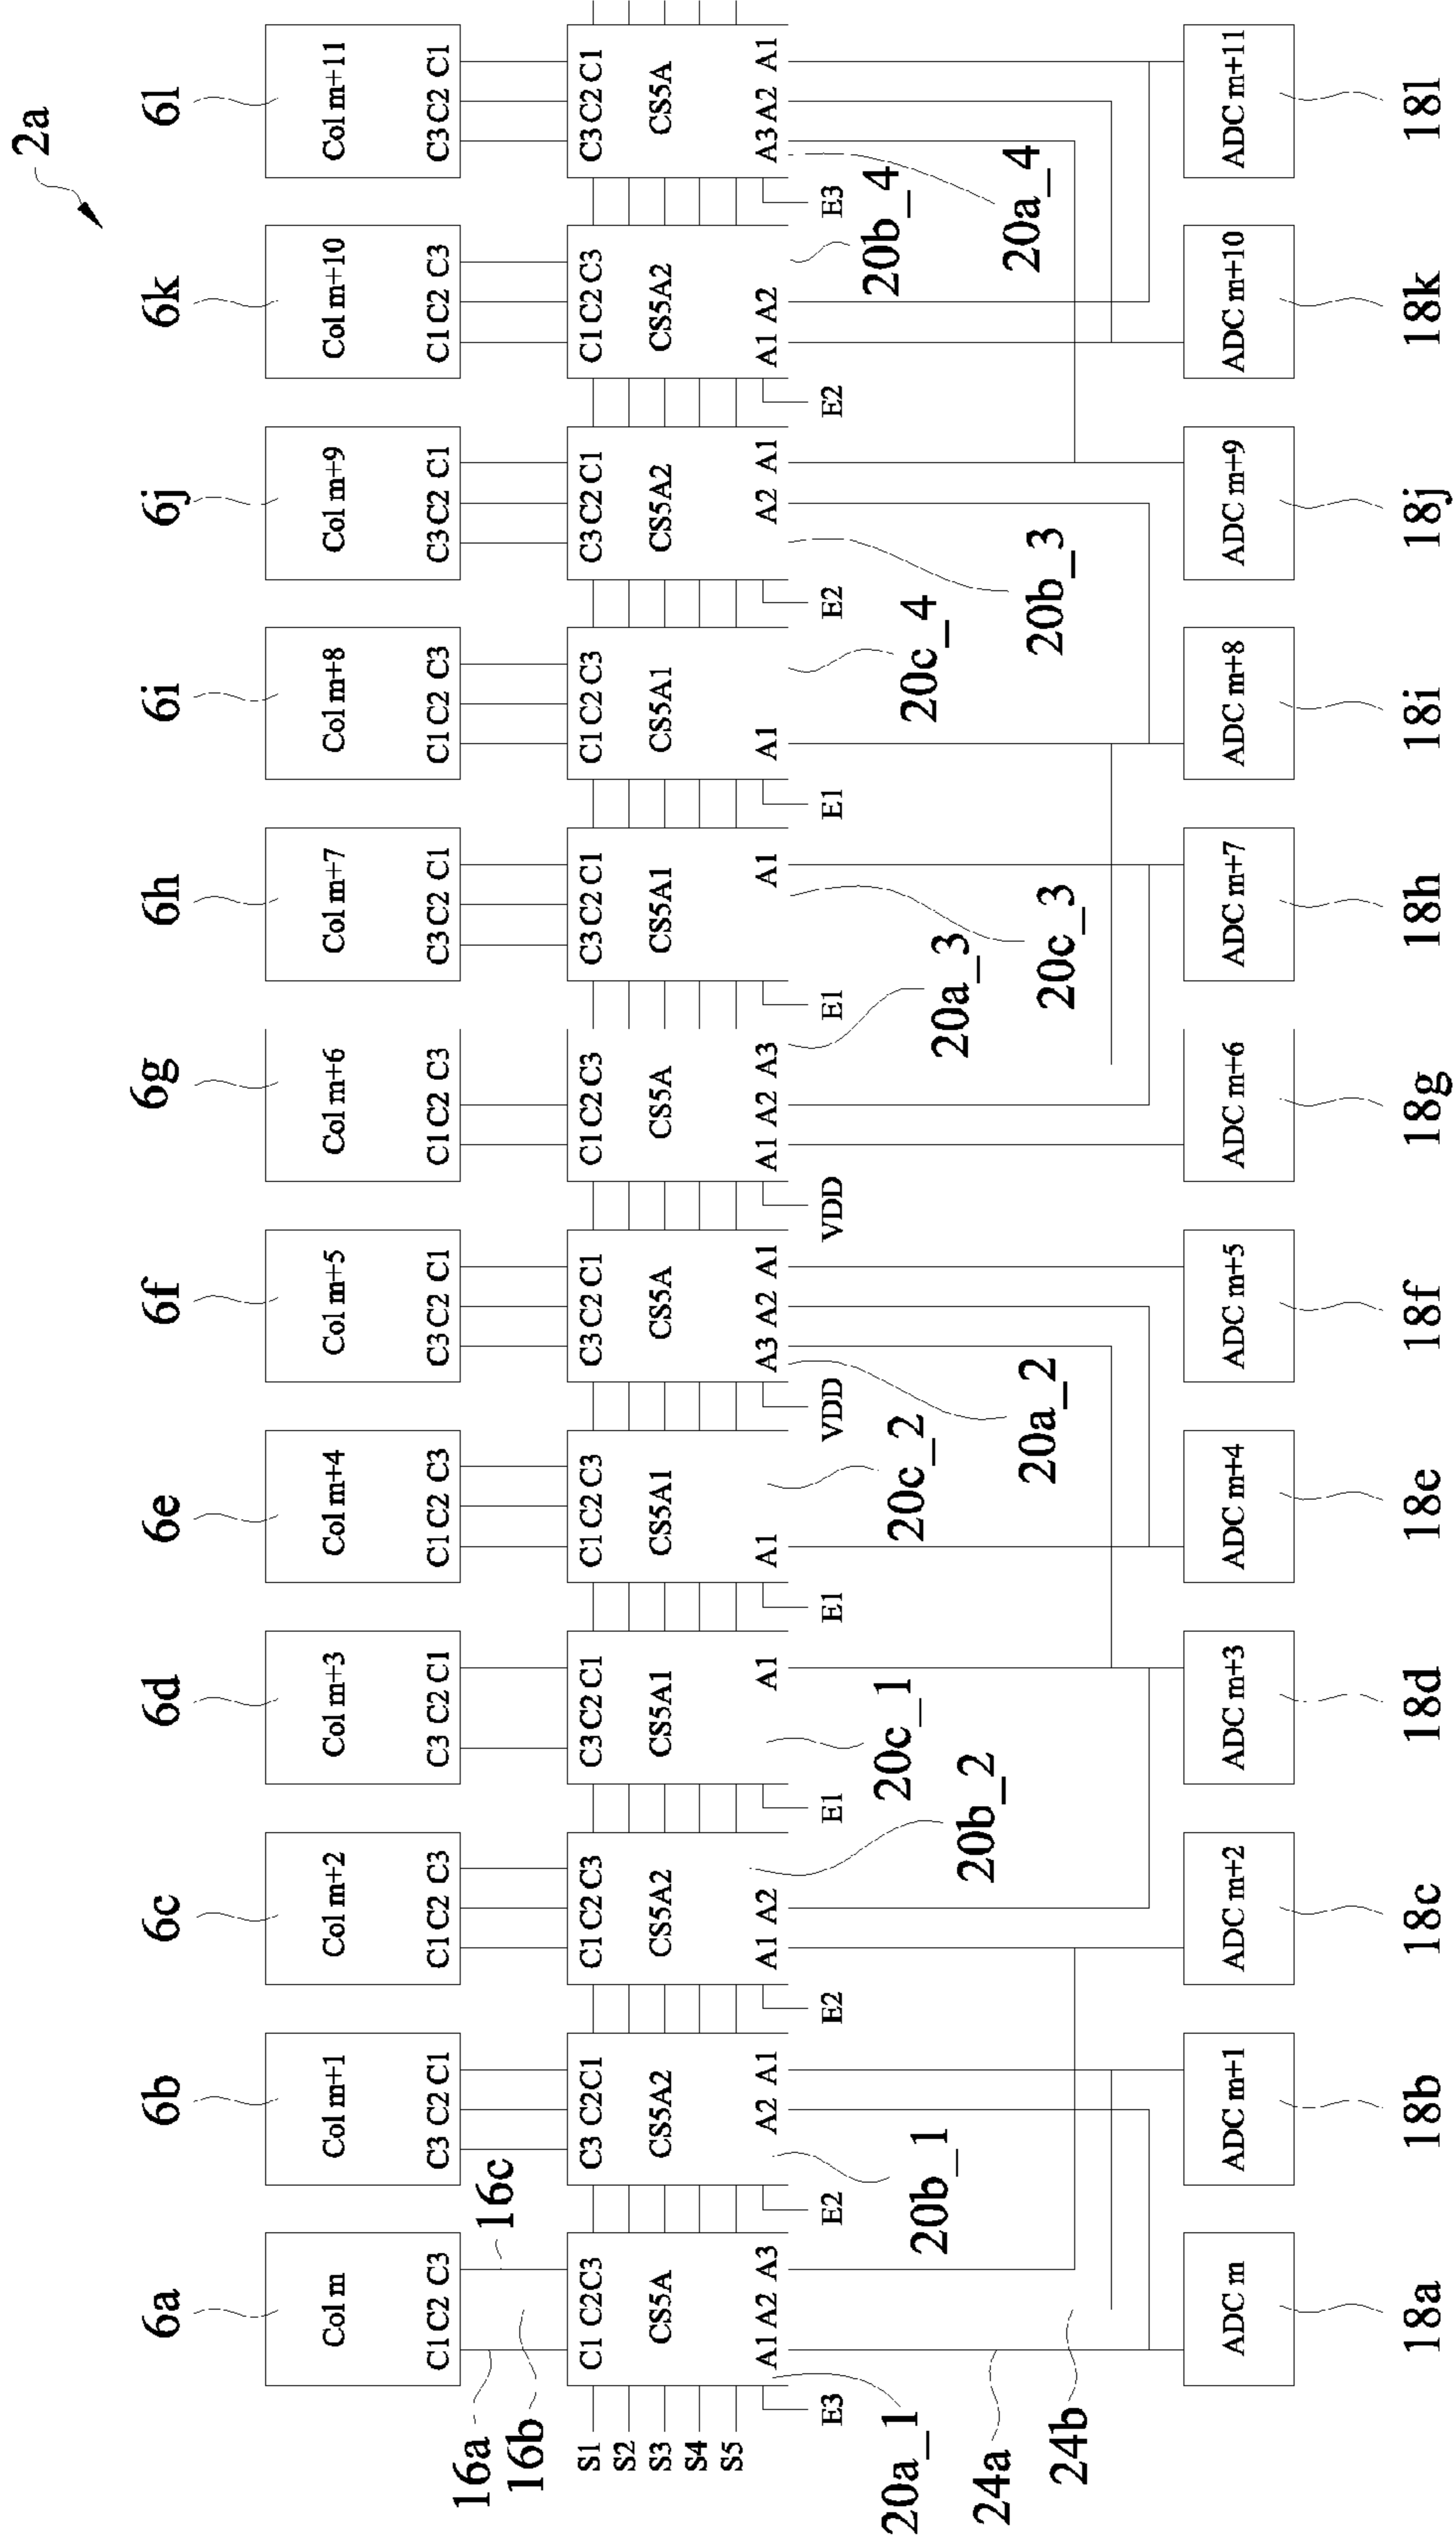 2a
6a 6b 6c 6d 6e 6f 6g 6h 6i 6j 6k 6l
Col m Col m+1 Col m+2 Col m+3 Col m+4 Col m+5 Col m+6 Col m+7 Col m+8 Col m+9 Col m+10 Col m+11
C1 C2 C3 C3 C2 C1 C1 C2 C3 C3 C2 C1 C1 C2 C3 C3 C2 C1 C1 C2 C3 C3 C2 C1 C1 C2 C3 C3 C2 C1 C1 C2 C3 C3 C2 C1
16a 16c
16b
S1 C1 C2C3 C3 C2C1 C1 C2 C3 C3 C2 C1 C1 C2 C3 C3 C2 C1 C1 C2 C3 C3 C2 C1 C1 C2 C3 C3 C2 C1 C1 C2 C3 C3 C2 C1
S2
S3 CS5A CS5A2 CS5A2 CS5A1 CS5A1 CS5A CS5A CS5A1 CS5A1 CS5A2 CS5A2 CS5A
S4
S5
A1 A2 A3 A2 A1 A1 A2 A1 A1 A3 A2 A1 A1 A2 A3 A1 A1 A2 A1 A1 A2 A3 A2 A1
E3 E2 E2 E1 E1 VDD VDD E1 E1 E2 E2 E3
20a_1 20b_1 20b_2 20c_1 20c_2 20a_2 20a_3 20c_3 20c_4 20b_3 20b_4 20a_4
24a
24b
ADC m ADC m+1 ADC m+2 ADC m+3 ADC m+4 ADC m+5 ADC m+6 ADC m+7 ADC m+8 ADC m+9 ADC m+10 ADC m+11
18a 18b 18c 18d 18e 18f 18g 18h 18i 18j 18k 18l